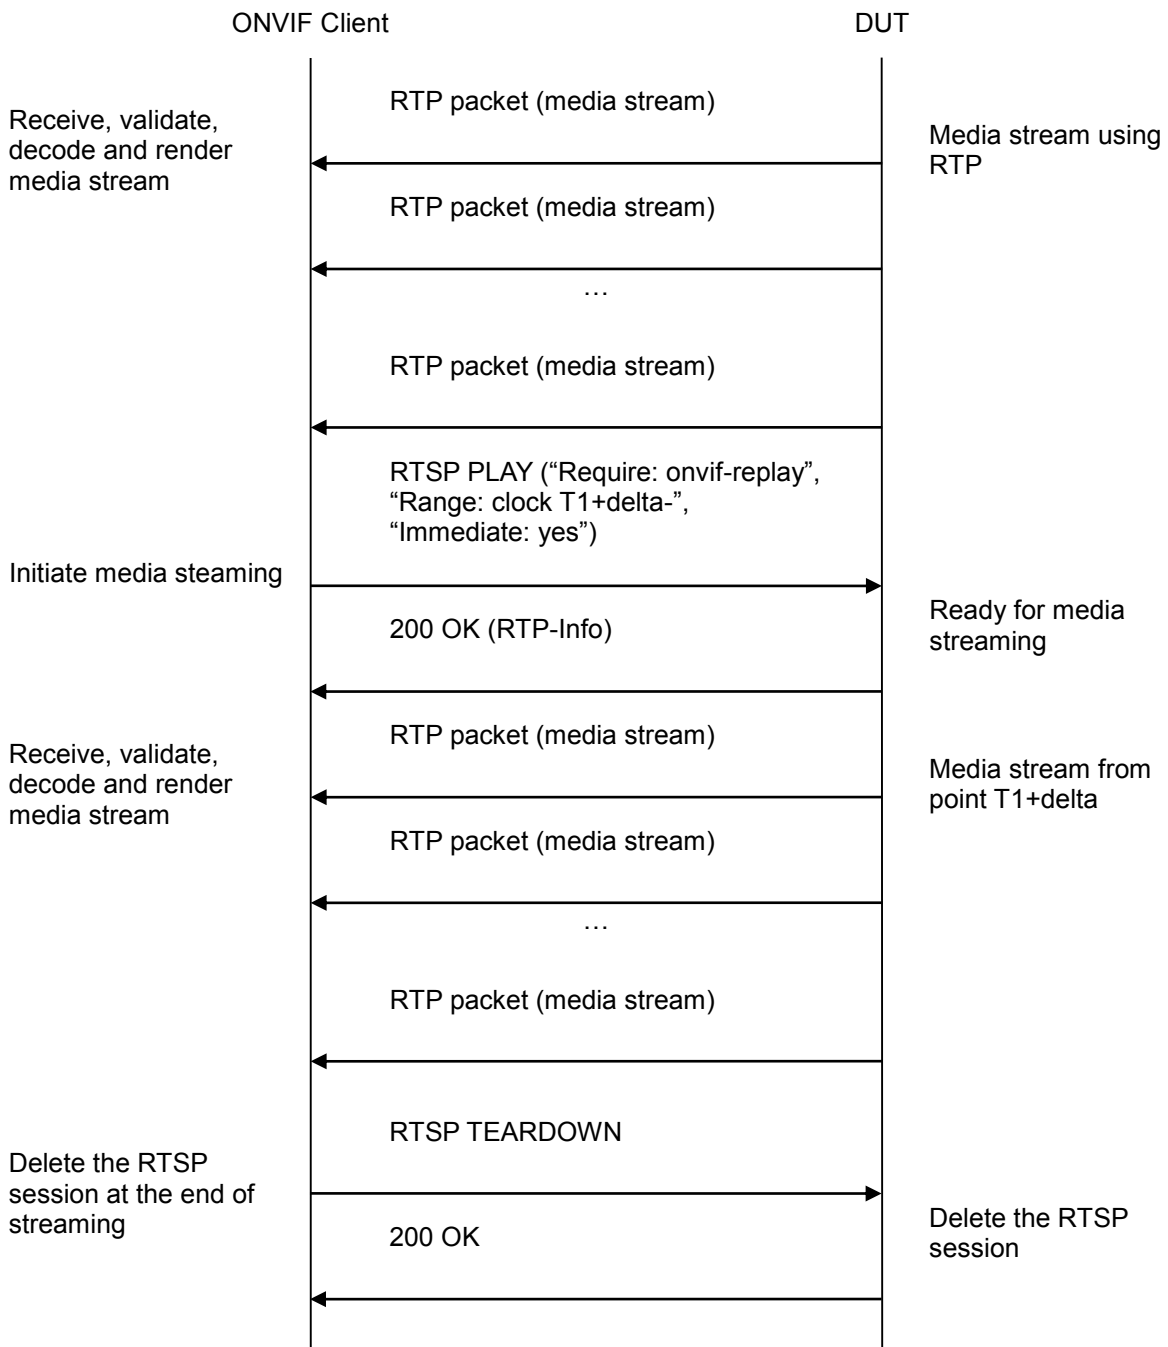 ONVIF Client
DUT
RTP packet (media stream)
Receive, validate,
decode and render
media stream
Media stream using
RTP
RTP packet (media stream)
…
RTP packet (media stream)
RTSP PLAY (“Require: onvif-replay”,
“Range: clock T1+delta-”,
“Immediate: yes”)
Initiate media steaming
Ready for media
streaming
200 OK (RTP-Info)
RTP packet (media stream)
Receive, validate,
decode and render
media stream
Media stream from
point T1+delta
RTP packet (media stream)
…
RTP packet (media stream)
RTSP TEARDOWN
Delete the RTSP
session at the end of
streaming
Delete the RTSP
session
200 OK